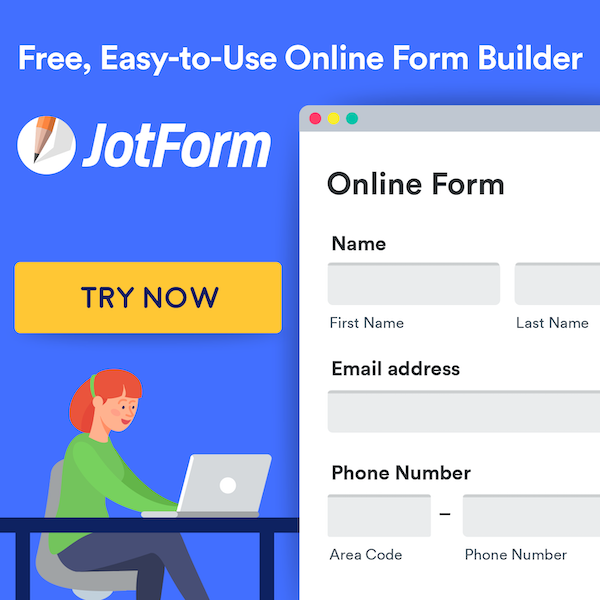 Free, Easy-to-Use Online Form Builder
JotForm
TRY NOW
Online Form
Name
First Name
Last Name
Email address
Phone Number
–
Area Code
Phone Number